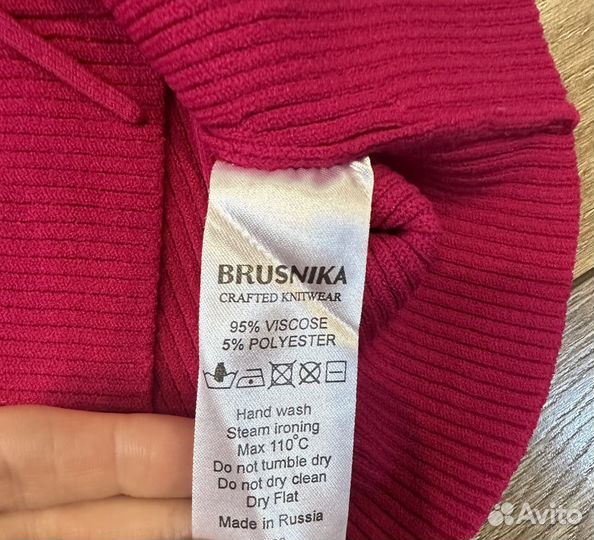 BRUSNIKA
CRAFTED KNITWEAR
95% VISCOSE
5% POLYESTER
Hand wash
Steam ironing
Max 110°C
Do not tumble dry
Do not dry clean
Dry Flat
Made in Russia
Avito